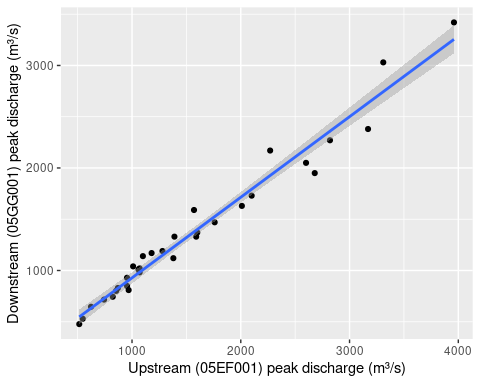 Downstream (05GG001) peak discharge (m³/s)
3000
2000
1000
1000 2000 3000 4000
Upstream (05EF001) peak discharge (m³/s)